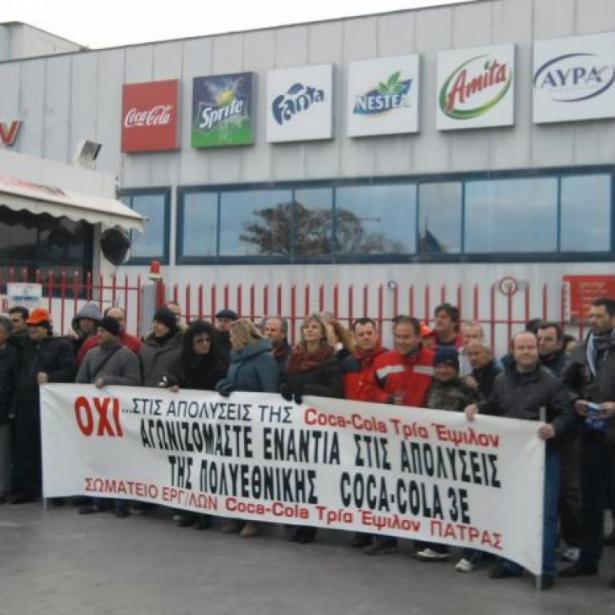 Coca-Cola
Sprite
Fanta
NESTEA
Amita
ΑΥΡΑ
ΟΧΙ...ΣΤΙΣ ΑΠΟΛΥΣΕΙΣ ΤΗΣ Coca-Cola Τρία Έψιλον
ΑΓΩΝΙΖΟΜΑΣΤΕ ΕΝΑΝΤΙΑ ΣΤΙΣ ΑΠΟΛΥΣΕΙΣ
ΤΗΣ ΠΟΛΥΕΘΝΙΚΗΣ COCA-COLA 3E
ΣΩΜΑΤΕΙΟ ΕΡΓ/ΛΩΝ Coca-Cola Τρία Έψιλον ΠΑΤΡΑΣ